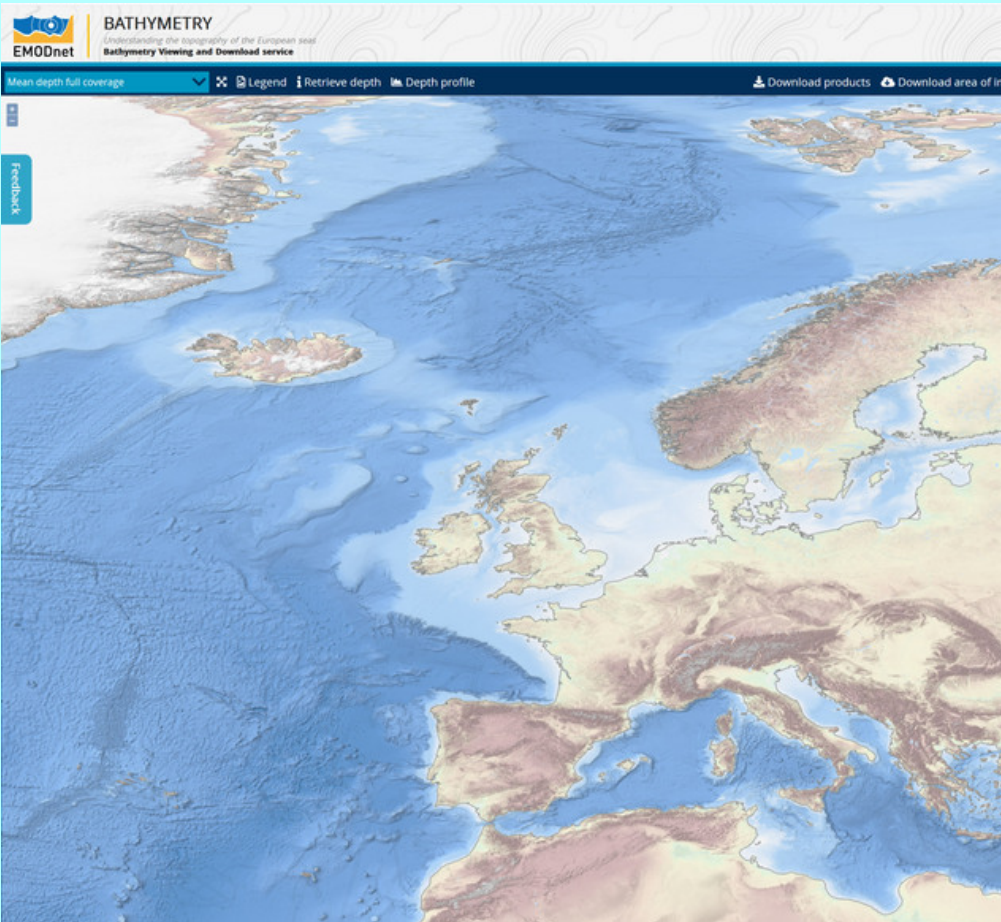 EMODnet
BATHYMETRY
Understanding the topography of the European seas
Bathymetry Viewing and Download service
Mean depth full coverage
Legend
Retrieve depth
Depth profile
Download products
Download area of in
Feedback